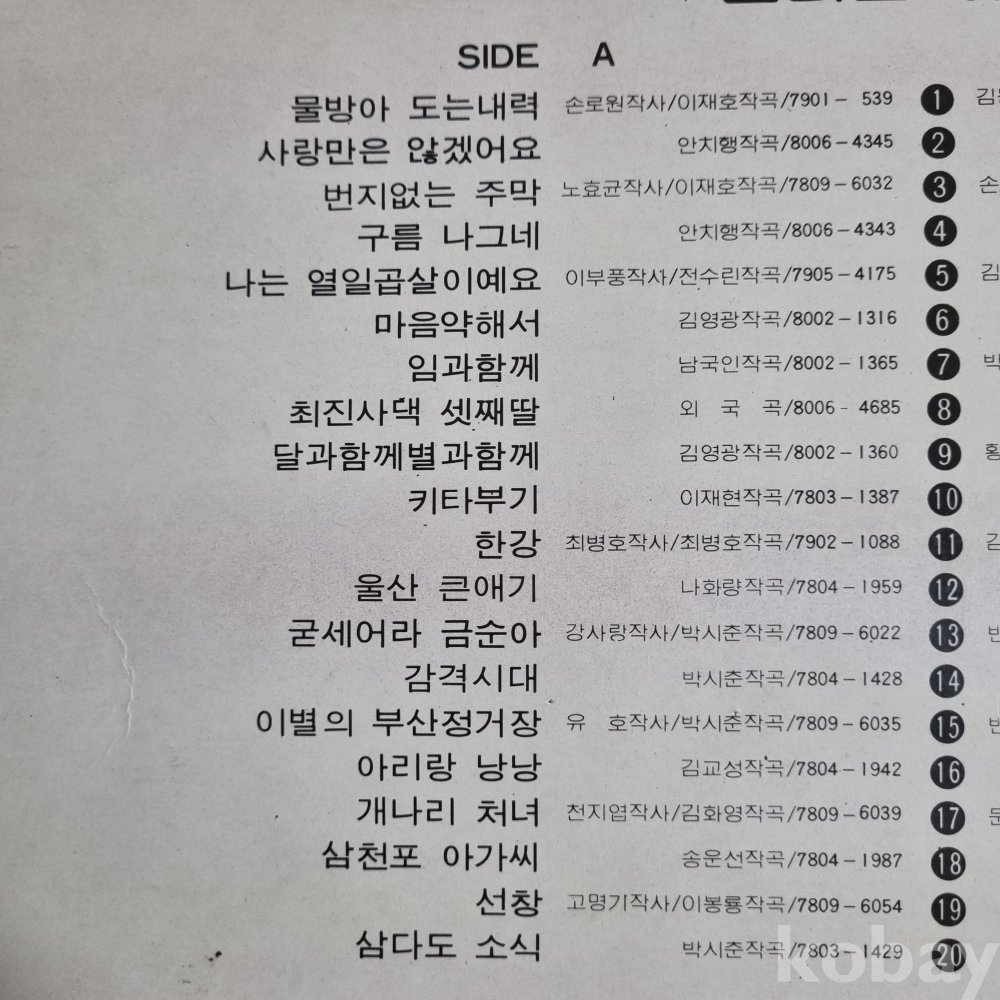 SIDE A
물방아 도는내력 손로원작사/이재호작곡/7901-539 1
사랑만은 않겠어요 안치행작곡/8006-4345 2
번지없는 주막 노효균작사/이재호작곡/7809-6032 3 손
구름 나그네 안치행작곡/8006-4343 4
나는 열일곱살이예요 이부풍작사/전수린작곡/7905-4175 5 김
마음약해서 김영광작곡/8002-1316 6
임과함께 남국인작곡/8002-1365 7 박
최진사댁 셋째딸 외 국 곡/8006-4685 8
달과함께별과함께 김영광작곡/8002-1360 9 황
키타부기 이재현작곡/7803-1387 10
한강 최병호작사/최병호작곡/7902-1088 11 김
울산 큰애기 나화량작곡/7804-1959 12
굳세어라 금순아 강사랑작사/박시춘작곡/7809-6022 13 반
감격시대 박시춘작곡/7804-1428 14
이별의 부산정거장 유 호작사/박시춘작곡/7809-6035 15 반
아리랑 낭낭 김교성작곡/7804-1942 16
개나리 처녀 천지엽작사/김화영작곡/7809-6039 17
삼천포 아가씨 송운선작곡/7804-1987 18
선창 고명기작사/이봉룡작곡/7809-6054 19
삼다도 소식 박시춘작곡/7803-1429 20
kobay